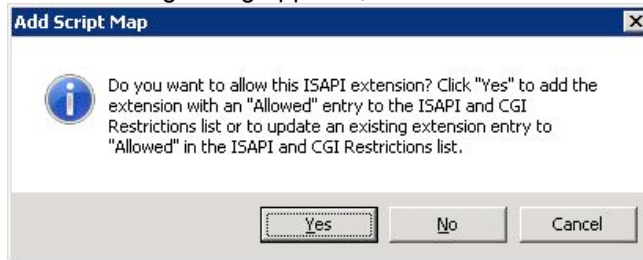 Add Script Map
Do you want to allow this ISAPI extension? Click "Yes" to add the
extension with an "Allowed" entry to the ISAPI and CGI
Restrictions list or to update an existing extension entry to
"Allowed" in the ISAPI and CGI Restrictions list.
Yes No Cancel